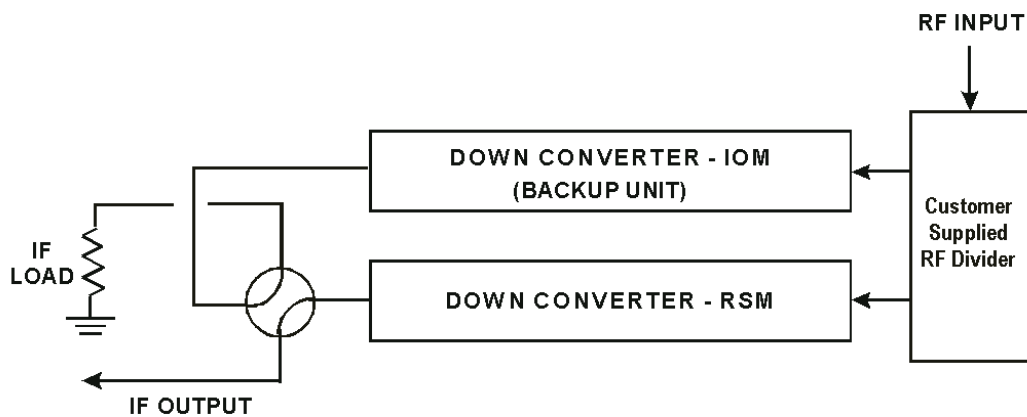 RF INPUT
DOWN CONVERTER - IOM
(BACKUP UNIT)
Customer
Supplied
RF Divider
IF
LOAD
DOWN CONVERTER - RSM
IF OUTPUT